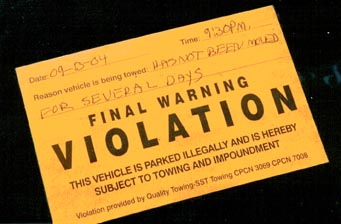 Date: 09-13-04 Time: 9:30PM.
Reason vehicle is being towed: HAS NOT BEEN MOVED
FOR SEVERAL DAYS
FINAL WARNING
VIOLATION
THIS VEHICLE IS PARKED ILLEGALLY AND IS HEREBY
SUBJECT TO TOWING AND IMPOUNDMENT
Violation provided by Quality Towing-SST Towing CPCN 3069 CPCN 7008